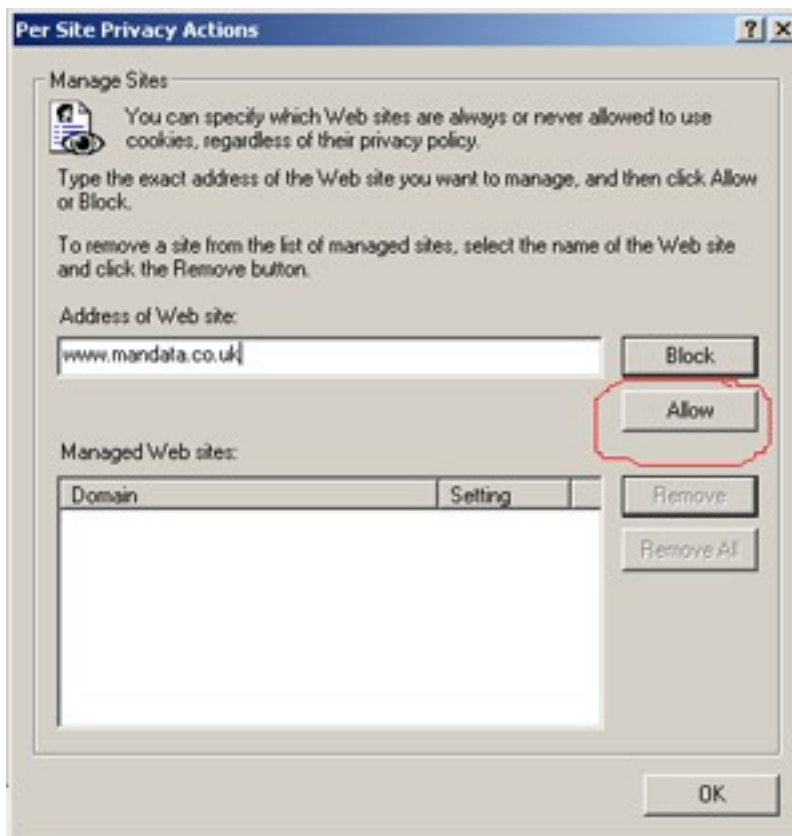 Per Site Privacy Actions
Manage Sites
You can specify which Web sites are always or never allowed to use
cookies, regardless of their privacy policy.
Type the exact address of the Web site you want to manage, and then click Allow
or Block.
To remove a site from the list of managed sites, select the name of the Web site
and click the Remove button.
Address of Web site:
www.mandata.co.uk
Block
Allow
Managed Web sites:
Domain Setting
Remove
Remove All
OK